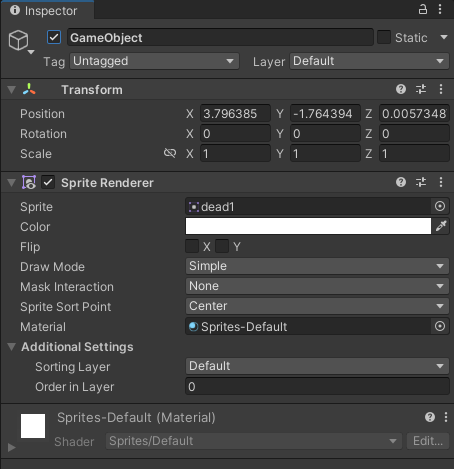 Inspector
GameObject Static
Tag Untagged Layer Default
Transform
Position X 3.796385 Y -1.764394 Z 0.0057348
Rotation X 0 Y 0 Z 0
Scale X 1 Y 1 Z 1
Sprite Renderer
Sprite dead1
Color
Flip X Y
Draw Mode Simple
Mask Interaction None
Sprite Sort Point Center
Material Sprites-Default
Additional Settings
Sorting Layer Default
Order in Layer 0
Sprites-Default (Material)
Shader Sprites/Default Edit...